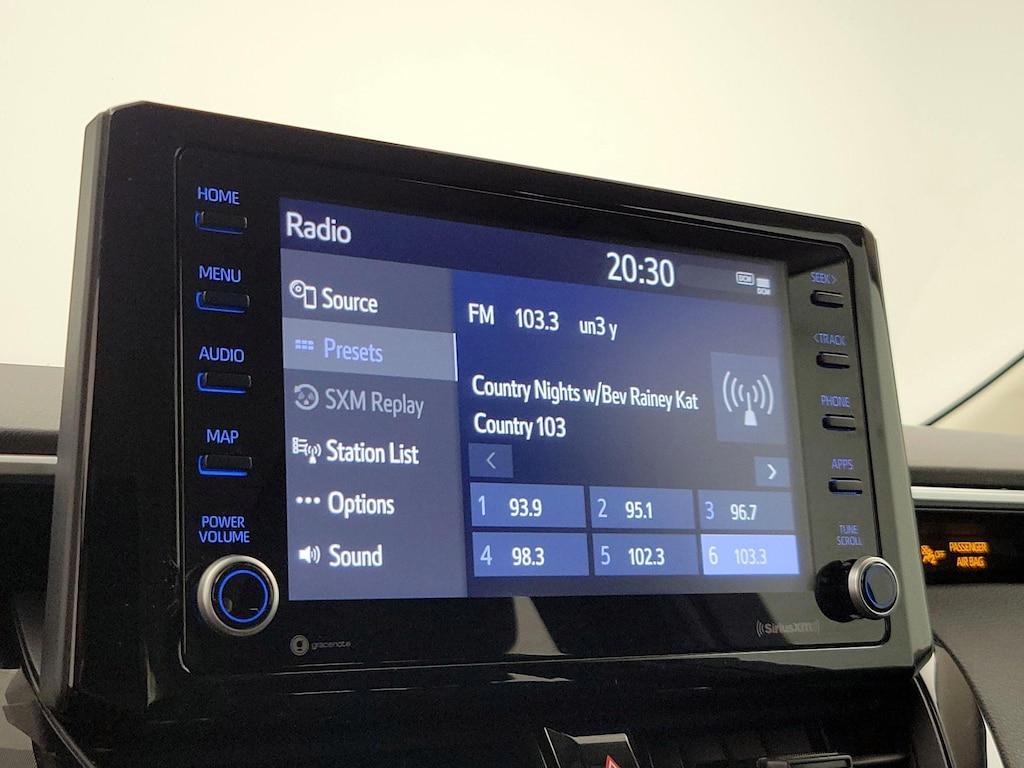 HOME
MENU
AUDIO
MAP
POWER
VOLUME
Radio
20:30
DCM
DCM
Source
Presets
SXM Replay
Station List
Options
Sound
FM 103.3 un3 y
Country Nights w/Bev Rainey Kat
Country 103
<
>
1 93.9
2 95.1
3 96.7
4 98.3
5 102.3
6 103.3
SEEK>
<TRACK
PHONE
APPS
TUNE
SCROLL
gracenote
SiriusXM
OFF
PASSENGER
AIR BAG